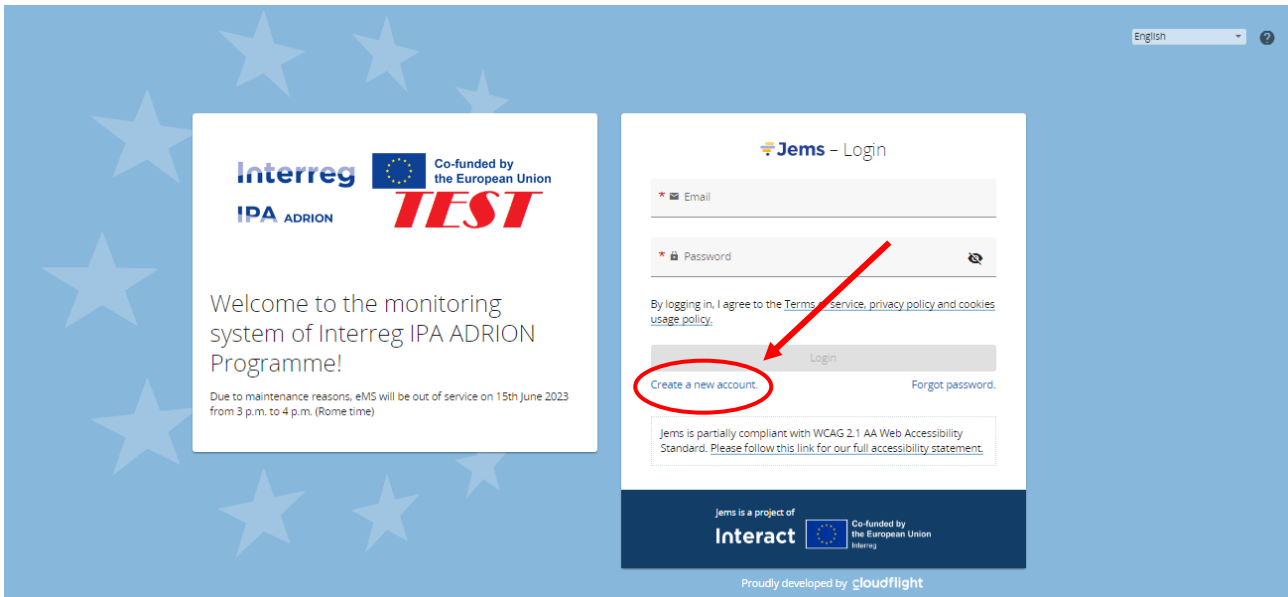 English
Interreg
Co-funded by
the European Union
IPA ADRION
TEST
Welcome to the monitoring
system of Interreg IPA ADRION
Programme!
Due to maintenance reasons, eMS will be out of service on 15th June 2023
from 3 p.m. to 4 p.m. (Rome time)
Jems – Login
* Email
* Password
By logging in, I agree to the Terms of service, privacy policy and cookies
usage policy.
Login
Create a new account.
Forgot password.
Jems is partially compliant with WCAG 2.1 AA Web Accessibility
Standard. Please follow this link for our full accessibility statement.
Jems is a project of
Interact
Co-funded by
the European Union
Interreg
Proudly developed by cloudflight